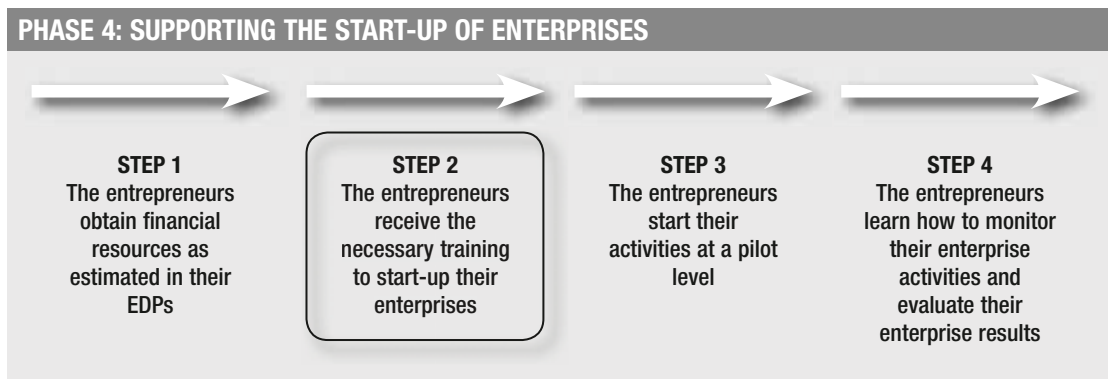 PHASE 4: SUPPORTING THE START-UP OF ENTERPRISES
STEP 1
The entrepreneurs
obtain financial
resources as
estimated in their
EDPs
STEP 2
The entrepreneurs
receive the
necessary training
to start-up their
enterprises
STEP 3
The entrepreneurs
start their
activities at a pilot
level
STEP 4
The entrepreneurs
learn how to monitor
their enterprise
activities and
evaluate their
enterprise results